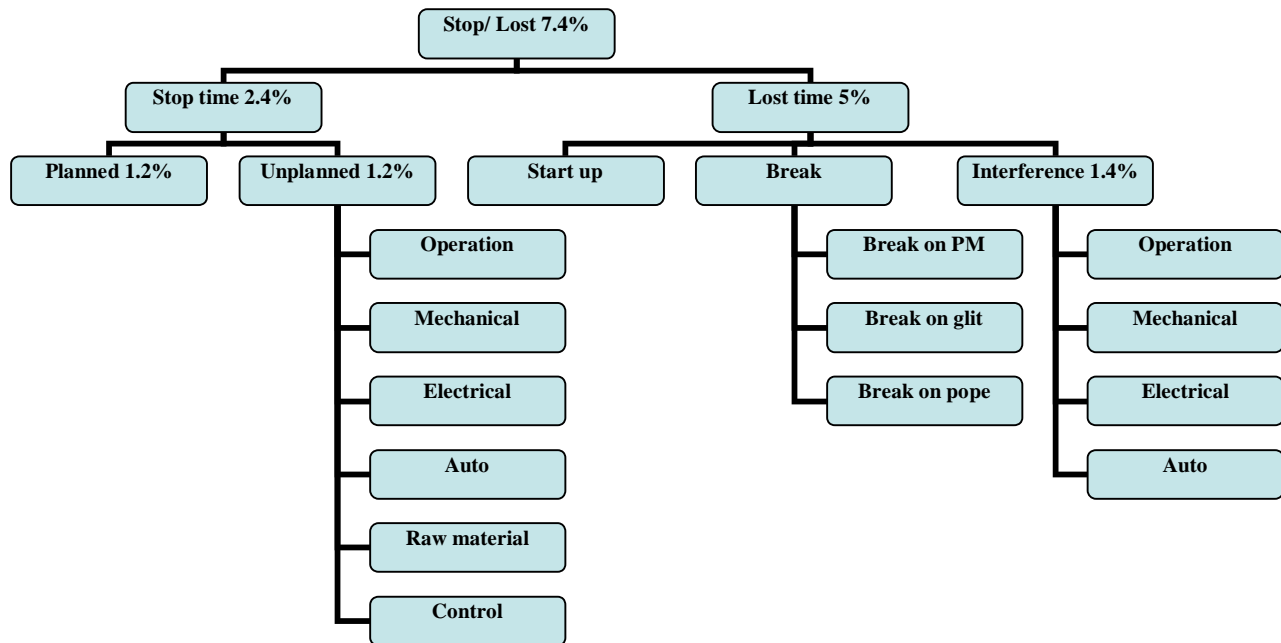 Stop/ Lost 7.4%
Stop time 2.4%
Lost time 5%
Planned 1.2%
Unplanned 1.2%
Start up
Break
Interference 1.4%
Operation
Mechanical
Electrical
Auto
Raw material
Control
Break on PM
Break on glit
Break on pope
Operation
Mechanical
Electrical
Auto